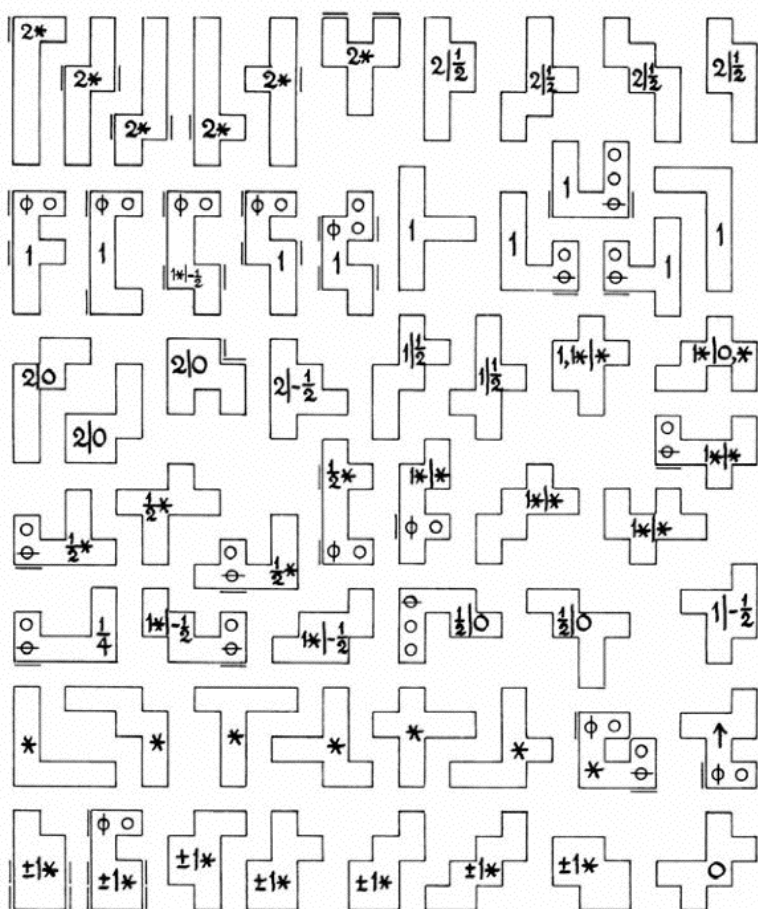 2* 2* 2* 2* 2* 2* 2|½ 2|½ 2|½ 2|½
1 1 1*|-½ 1 1 1 1 1 1 1
2|0 2|0 2|0 2|-½ 1|½ 1|½ 1,1*|* 1*|0,*
½* ½* ½* ½* 1*|* 1*|* 1*|* 1*|*
¼ 1*|-½ 1*|-½ ½|0 ½|0 1|-½
* * * * * * * ↑
±1* ±1* ±1* ±1* ±1* ±1* ±1* 0